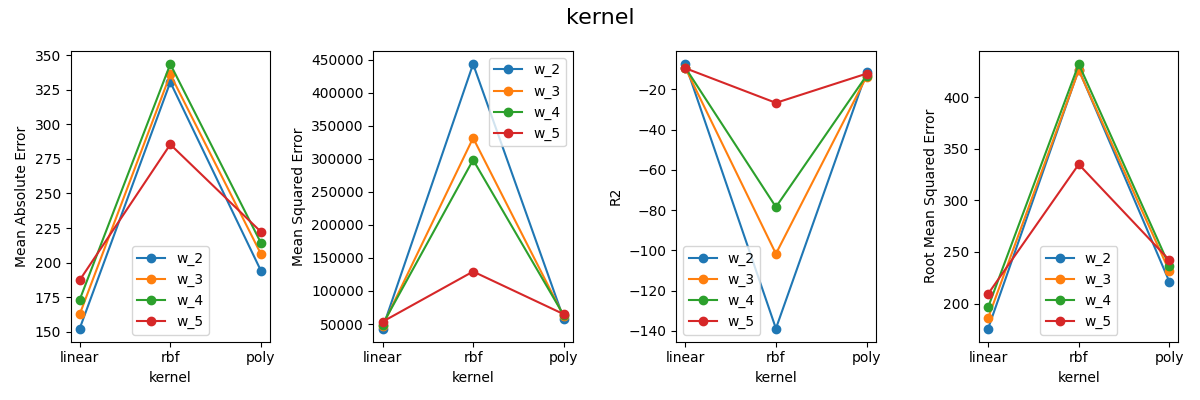 kernel
Mean Absolute Error
350
325
300
275
250
225
200
175
150
w_2
w_3
w_4
w_5
linear rbf poly
kernel
Mean Squared Error
450000
400000
350000
300000
250000
200000
150000
100000
50000
w_2
w_3
w_4
w_5
linear rbf poly
kernel
R2
−20
−40
−60
−80
−100
−120
−140
w_2
w_3
w_4
w_5
linear rbf poly
kernel
Root Mean Squared Error
400
350
300
250
200
w_2
w_3
w_4
w_5
linear rbf poly
kernel